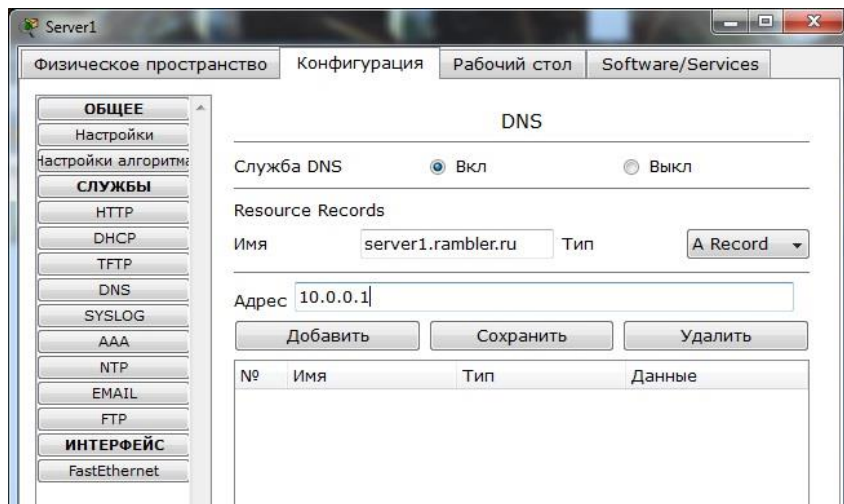 Server1
Физическое пространство Конфигурация Рабочий стол Software/Services
ОБЩЕЕ
Настройки
Настройки алгоритма
СЛУЖБЫ
HTTP
DHCP
TFTP
DNS
SYSLOG
AAA
NTP
EMAIL
FTP
ИНТЕРФЕЙС
FastEthernet
DNS
Служба DNS Вкл Выкл
Resource Records
Имя server1.rambler.ru Тип A Record
Адрес 10.0.0.1
Добавить Сохранить Удалить
№ Имя Тип Данные